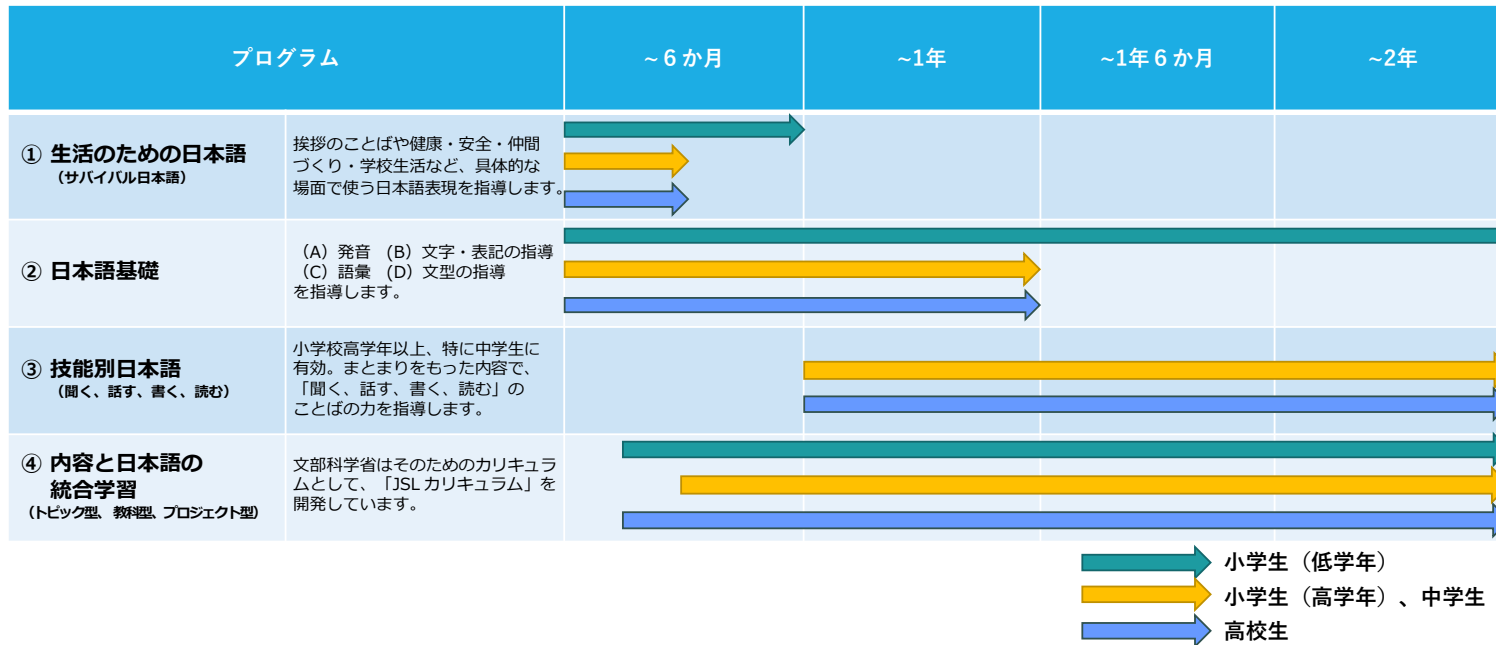 プログラム
~６か月
~1年
~1年６か月
~2年
① 生活のための日本語
（サバイバル日本語）
挨拶のことばや健康・安全・仲間
づくり・学校生活など、具体的な
場面で使う日本語表現を指導します。
② 日本語基礎
（A）発音 (B）文字・表記の指導
（C）語彙 (D）文型の指導
を指導します。
③ 技能別日本語
（聞く、話す、書く、読む）
小学校高学年以上、特に中学生に
有効。まとまりをもった内容で、
「聞く、話す、書く、読む」の
ことばの力を指導します。
④ 内容と日本語の
統合学習
（トピック型、教科型、プロジェクト型）
文部科学省はそのためのカリキュラ
ムとして、「JSL カリキュラム」を
開発しています。
小学生（低学年）
小学生（高学年）、中学生
高校生